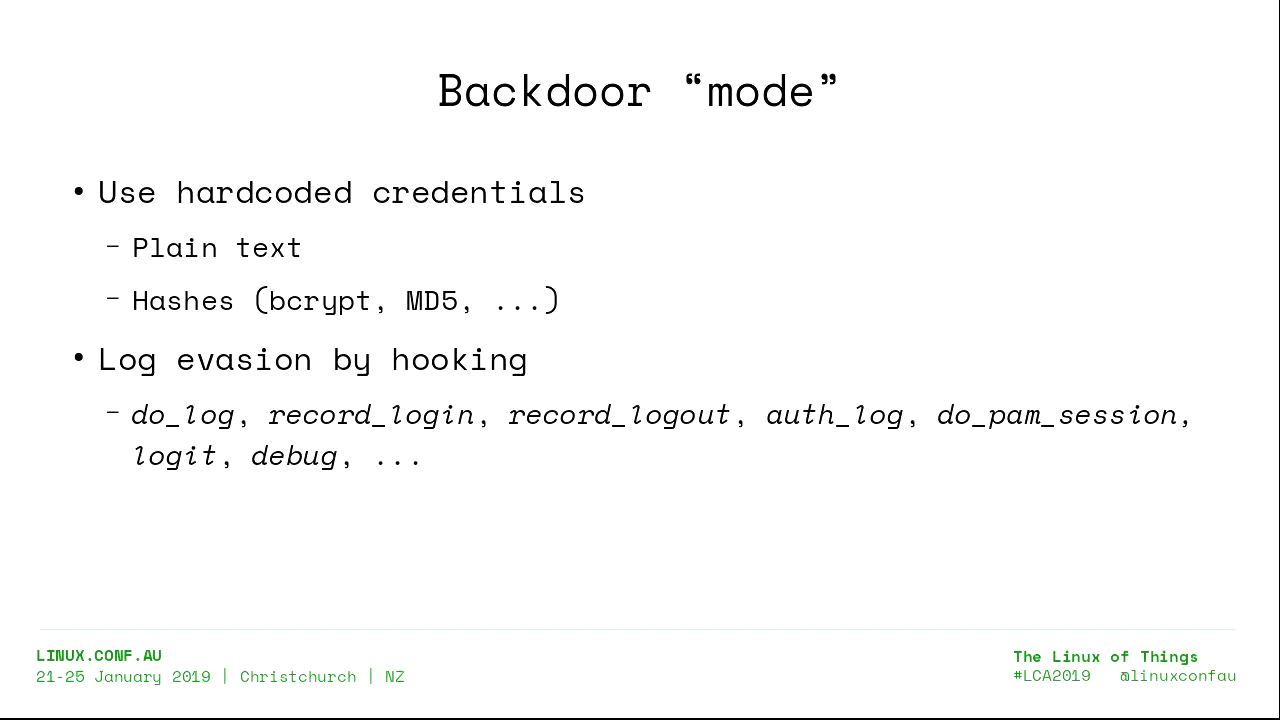 Backdoor “mode”
• Use hardcoded credentials
– Plain text
– Hashes (bcrypt, MD5, ...)
• Log evasion by hooking
– do_log, record_login, record_logout, auth_log, do_pam_session,
logit, debug, ...
LINUX.CONF.AU
21-25 January 2019 | Christchurch | NZ
The Linux of Things
#LCA2019 @linuxconfau